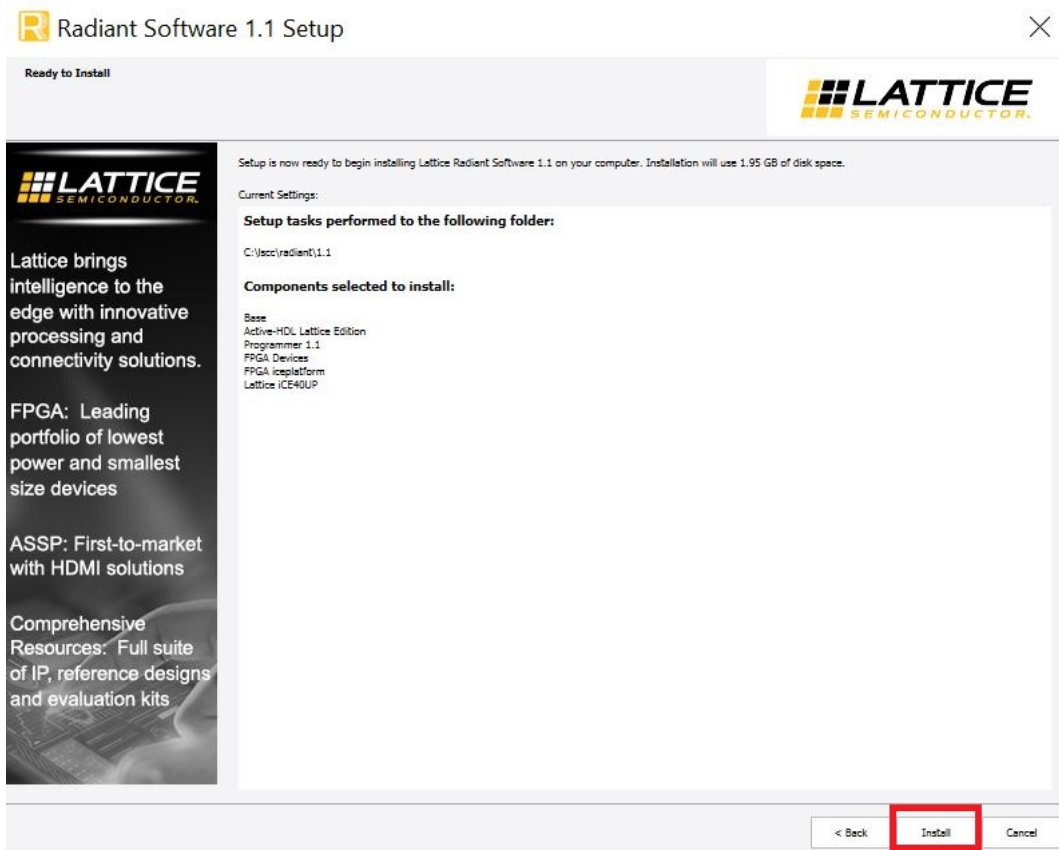 Radiant Software 1.1 Setup
Ready to Install
LATTICE
SEMICONDUCTOR.
Setup is now ready to begin installing Lattice Radiant Software 1.1 on your computer. Installation will use 1.95 GB of disk space.
Current Settings:
Setup tasks performed to the following folder:
C:\lscc\radiant\1.1
Components selected to install:
Base
Active-HDL Lattice Edition
Programmer 1.1
FPGA Devices
FPGA iceplatform
Lattice iCE40UP
LATTICE
SEMICONDUCTOR.
Lattice brings
intelligence to the
edge with innovative
processing and
connectivity solutions.
FPGA: Leading
portfolio of lowest
power and smallest
size devices
ASSP: First-to-market
with HDMI solutions
Comprehensive
Resources: Full suite
of IP, reference designs
and evaluation kits
< Back
Install
Cancel